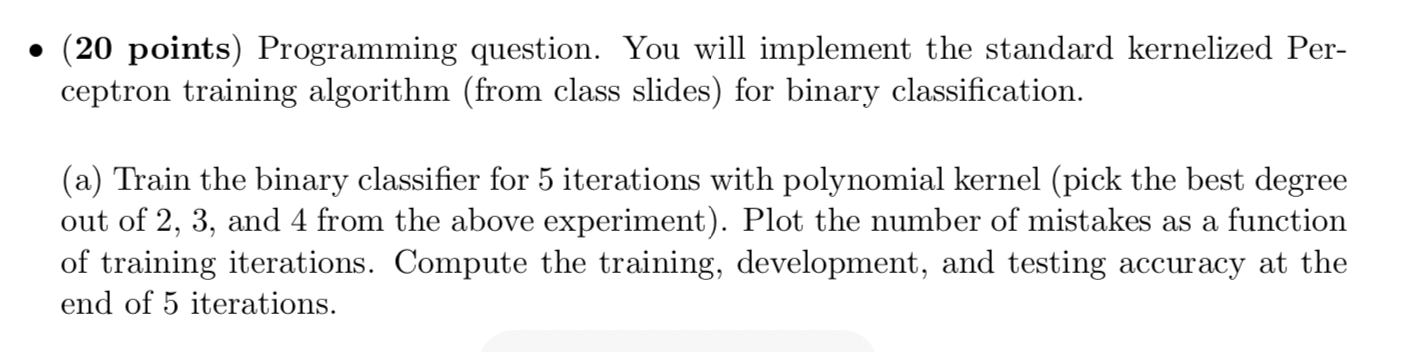 • (20 points) Programming question. You will implement the standard kernelized Per-
ceptron training algorithm (from class slides) for binary classification.
(a) Train the binary classifier for 5 iterations with polynomial kernel (pick the best degree
out of 2, 3, and 4 from the above experiment). Plot the number of mistakes as a function
of training iterations. Compute the training, development, and testing accuracy at the
end of 5 iterations.